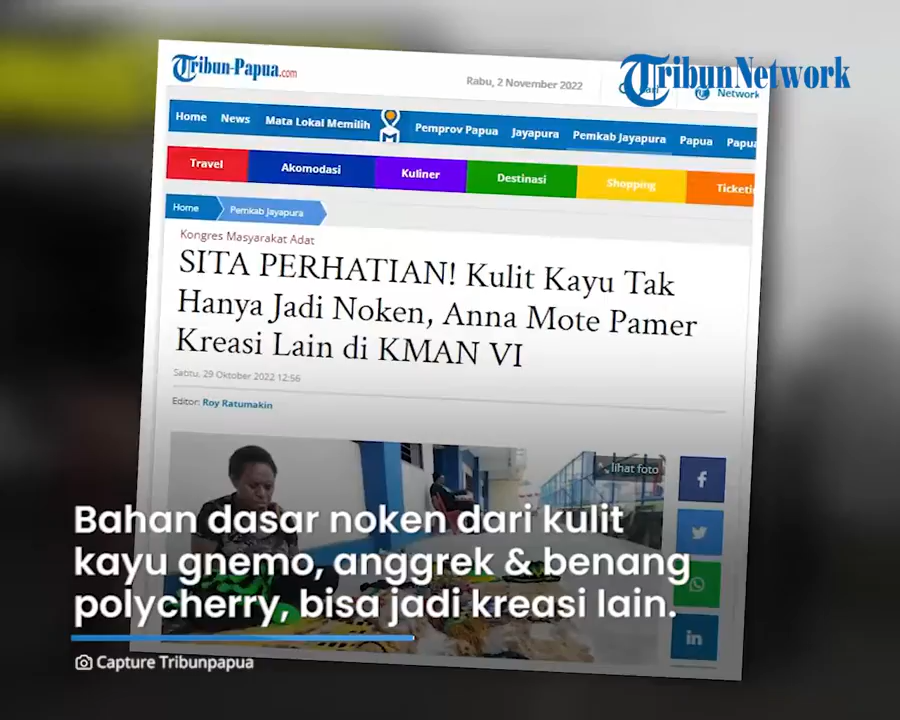 Tribun-Papua.com
Rabu, 2 November 2022
TribunNetwork
Network
Home News Mata Lokal Memilih Pemprov Papua Jayapura Pemkab Jayapura Papua Papua
Travel Akomodasi Kuliner Destinasi Shopping
Home Pemkab Jayapura
Kongres Masyarakat Adat
SITA PERHATIAN! Kulit Kayu Tak
Hanya Jadi Noken, Anna Mote Pamer
Kreasi Lain di KMAN VI
Sabtu, 29 Oktober 2022 12:56
Editor: Roy Ratumakin
lihat foto
Bahan dasar noken dari kulit
kayu gnemo, anggrek & benang
polycherry, bisa jadi kreasi lain.
Capture Tribunpapua